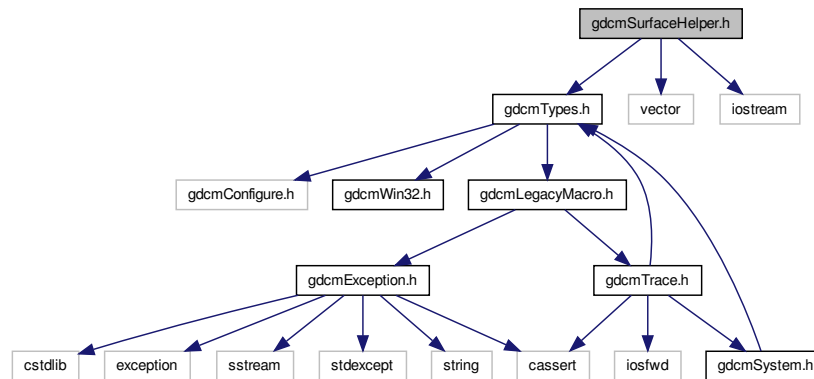 gdcmSurfaceHelper.h
gdcmTypes.h
vector
iostream
gdcmConfigure.h
gdcmWin32.h
gdcmLegacyMacro.h
gdcmException.h
gdcmTrace.h
cstdlib
exception
sstream
stdexcept
string
cassert
iosfwd
gdcmSystem.h